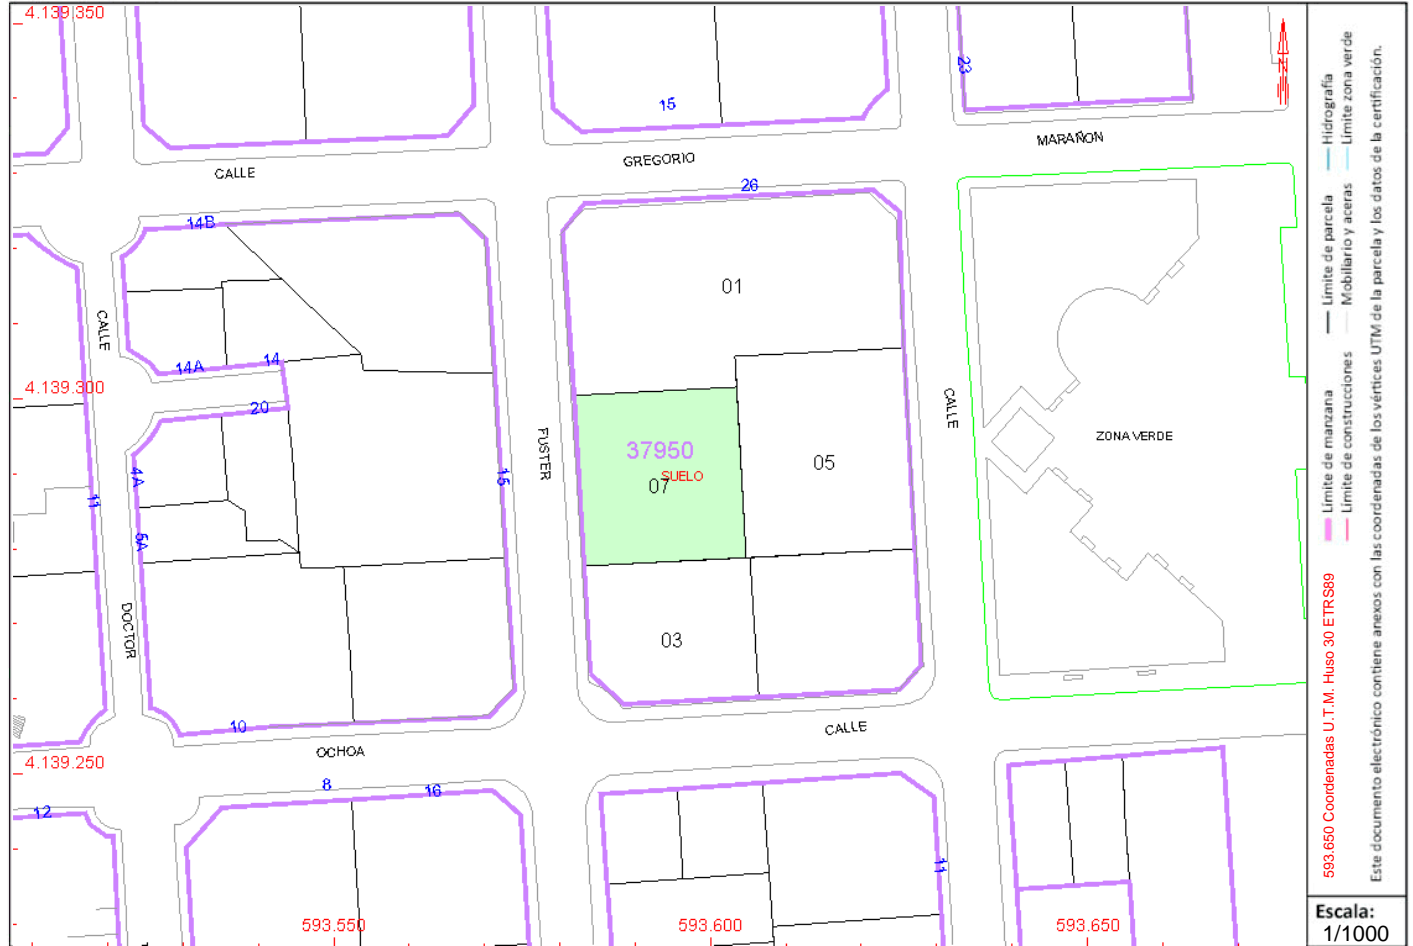 4.139.350
15
23
MARAÑON
GREGORIO
CALLE
26
14B
01
CALLE
14A
14
4.139.300
20
CALLE
FUSTER
ZONA VERDE
37950
SUELO
07
05
4A
15
11
5A
DOCTOR
03
10
OCHOA
CALLE
4.139.250
8
16
12
11
593.550
593.600
593.650
N
Límite de manzana
Límite de parcela
Hidrografía
Límite de construcciones
Mobiliario y aceras
Límite zona verde
593.650 Coordenadas U.T.M. Huso 30 ETRS89
Este documento electrónico contiene anexos con las coordenadas de los vértices UTM de la parcela y los datos de la certificación.
Escala:
1/1000